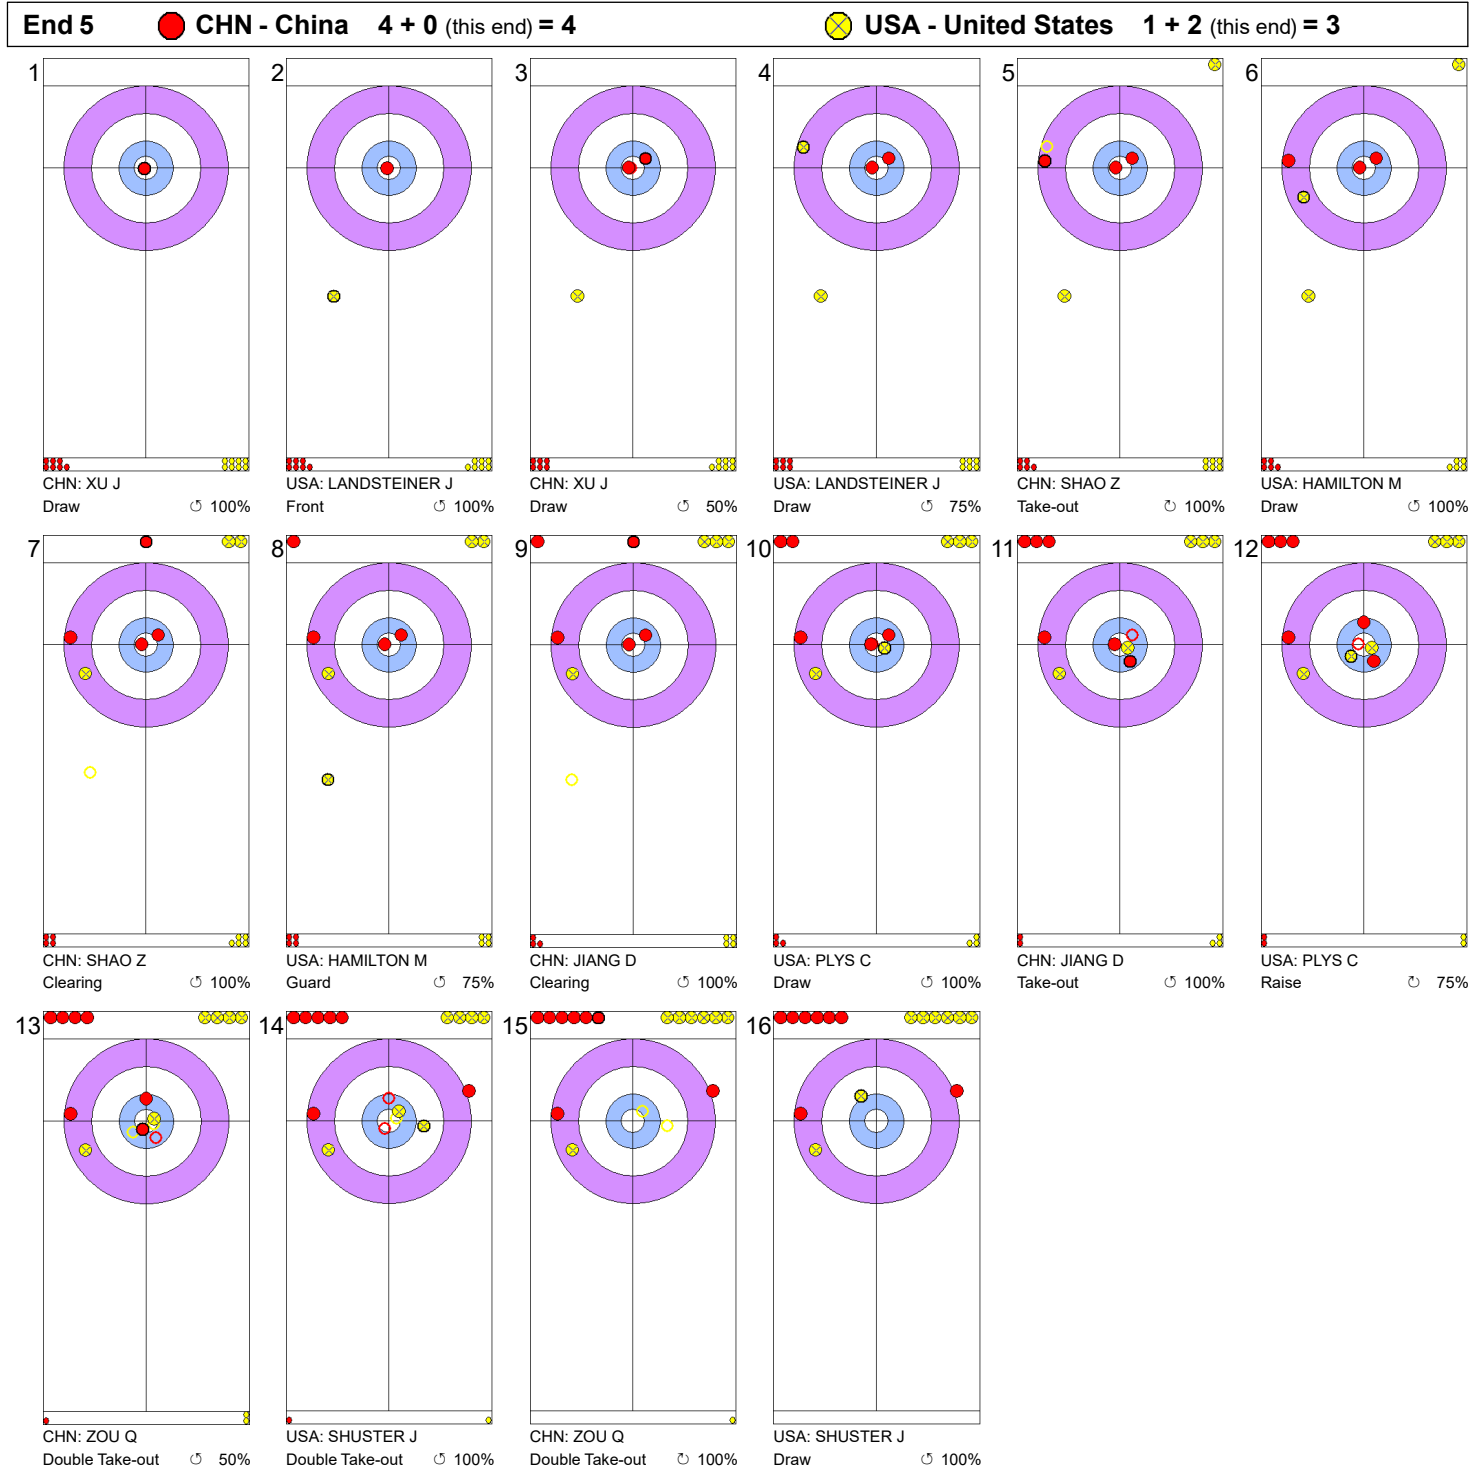 End 5 CHN - China 4 + 0 (this end) = 4 USA - United States 1 + 2 (this end) = 3
1 2 3 4 5 6
CHN: XU J USA: LANDSTEINER J CHN: XU J USA: LANDSTEINER J CHN: SHAO Z USA: HAMILTON M
Draw ↺ 100% Front ↺ 100% Draw ↺ 50% Draw ↺ 75% Take-out ↺ 100% Draw ↺ 100%
7 8 9 10 11 12
CHN: SHAO Z USA: HAMILTON M CHN: JIANG D USA: PLYS C CHN: JIANG D USA: PLYS C
Clearing ↺ 100% Guard ↺ 75% Clearing ↺ 100% Draw ↺ 100% Take-out ↺ 100% Raise ↻ 75%
13 14 15 16
CHN: ZOU Q USA: SHUSTER J CHN: ZOU Q USA: SHUSTER J
Double Take-out ↺ 50% Double Take-out ↺ 100% Double Take-out ↻ 100% Draw ↺ 100%